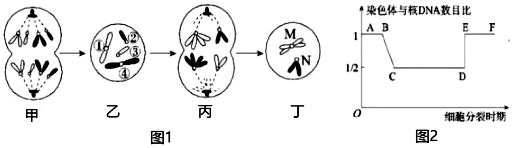 ① ② ③ ④
M
N
甲 乙 丙 丁
图1
染色体与核DNA数目比
A B E F
1
1/2
C D
O
细胞分裂时期
图2